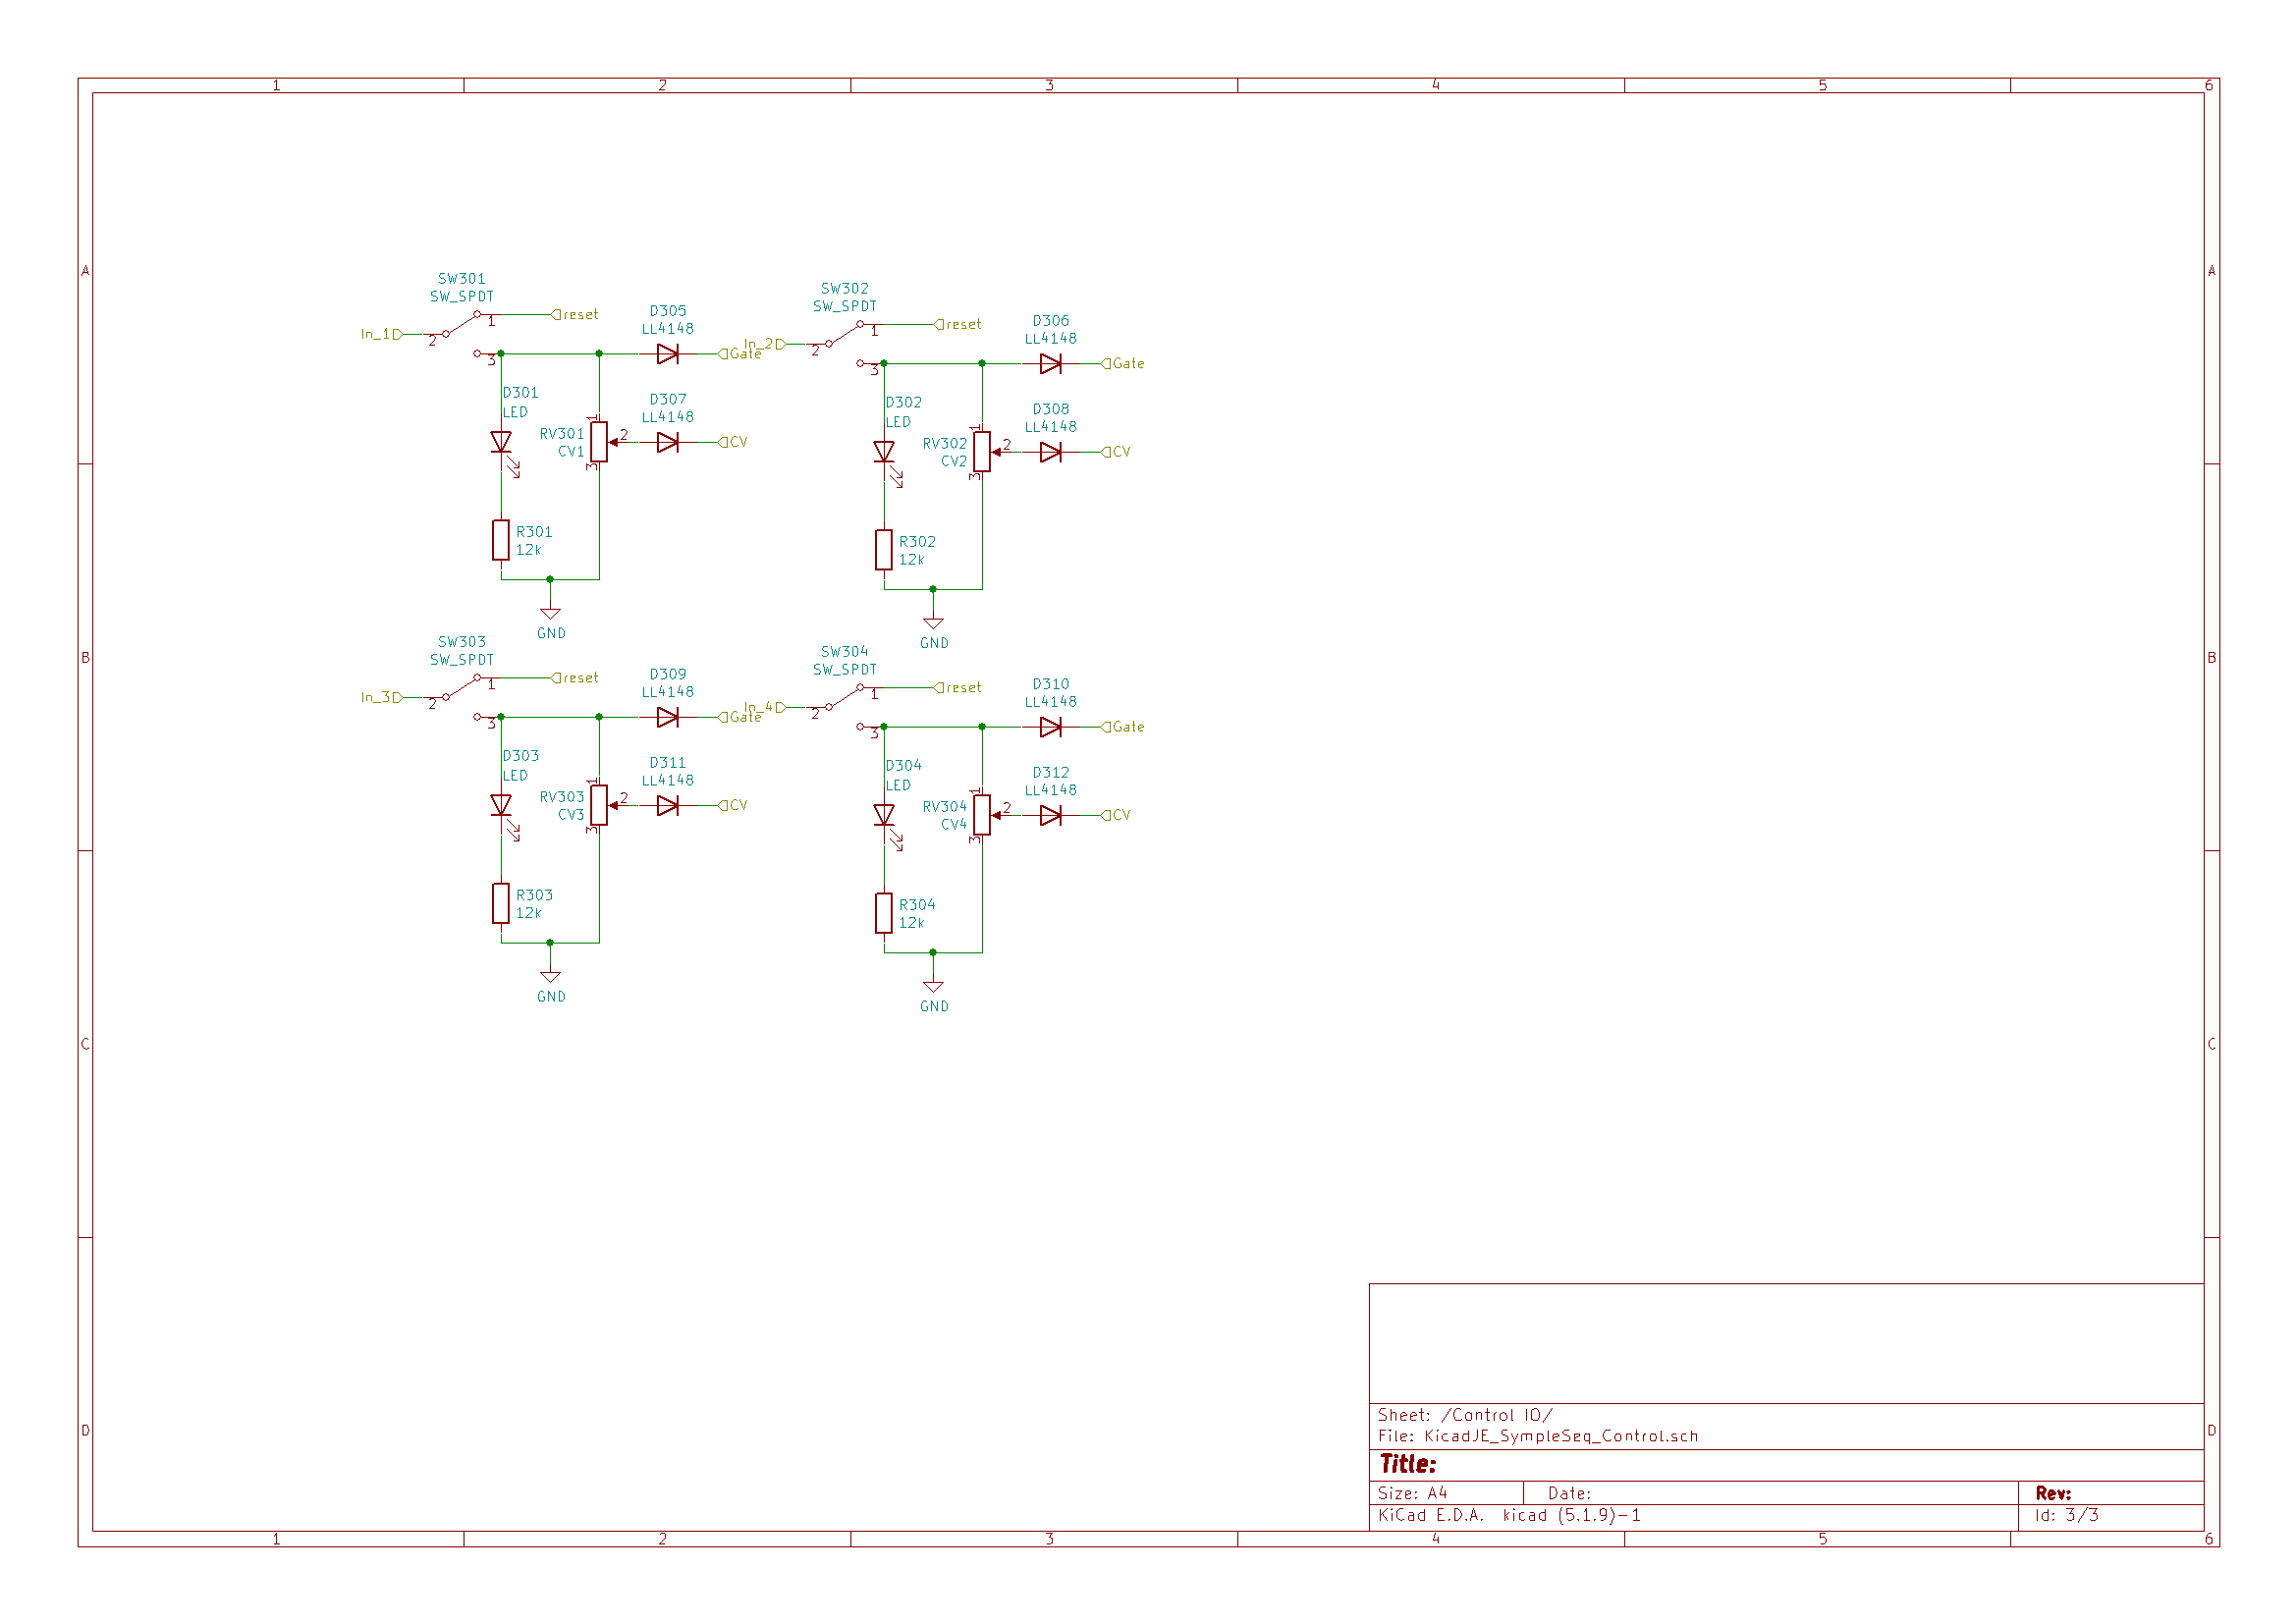 1 2 3 4 5 6
A A
SW301
SW_SPDT
In_1
2
1
reset
3
D305
LL4148
Gate
D301
LED
RV301
CV1
1
2
3
D307
LL4148
CV
R301
12k
GND
SW302
SW_SPDT
In_2
2
1
reset
3
D306
LL4148
Gate
D302
LED
RV302
CV2
1
2
3
D308
LL4148
CV
R302
12k
GND
B B
SW303
SW_SPDT
In_3
2
1
reset
3
D309
LL4148
Gate
D303
LED
RV303
CV3
1
2
3
D311
LL4148
CV
R303
12k
GND
SW304
SW_SPDT
In_4
2
1
reset
3
D310
LL4148
Gate
D304
LED
RV304
CV4
1
2
3
D312
LL4148
CV
R304
12k
GND
C C
D D
Sheet: /Control IO/
File: KicadJE_SympleSeq_Control.sch
Title:
Size: A4 Date: Rev:
KiCad E.D.A. kicad (5.1.9)-1 Id: 3/3
1 2 3 4 5 6